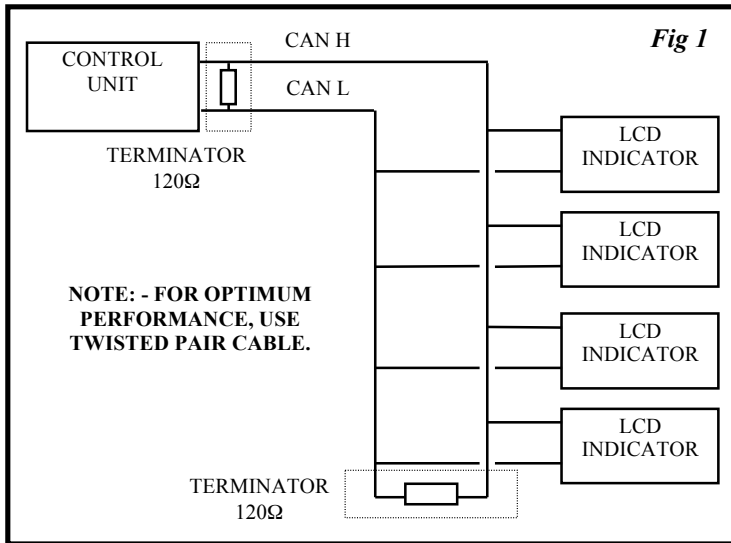 Fig 1
CONTROL
UNIT
CAN H
CAN L
TERMINATOR
120Ω
LCD
INDICATOR
LCD
INDICATOR
NOTE: - FOR OPTIMUM
PERFORMANCE, USE
TWISTED PAIR CABLE.
LCD
INDICATOR
LCD
INDICATOR
TERMINATOR
120Ω